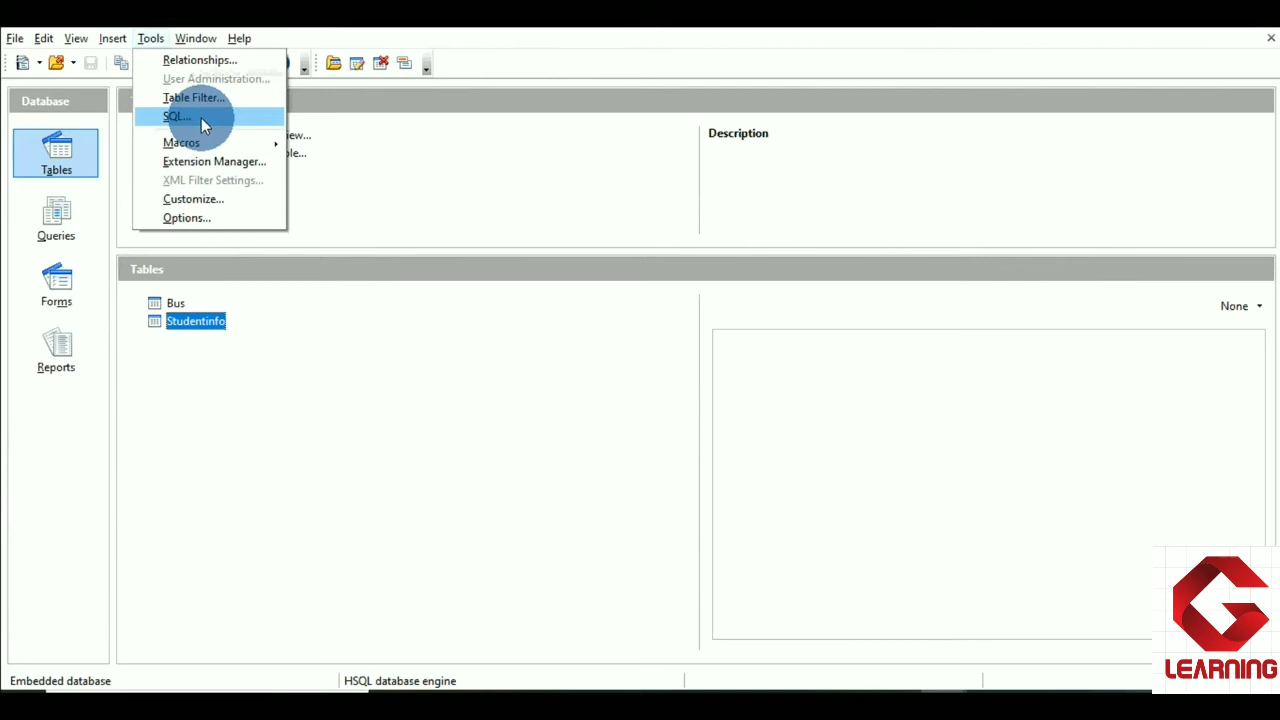 File Edit View Insert Tools Window Help
Relationships...
User Administration...
Table Filter...
SQL...
Macros
Extension Manager...
XML Filter Settings...
Customize...
Options...
Database
Tables
Queries
Forms
Reports
Description
Tables
Bus
Studentinfo
None
Embedded database
HSQL database engine
LEARNING